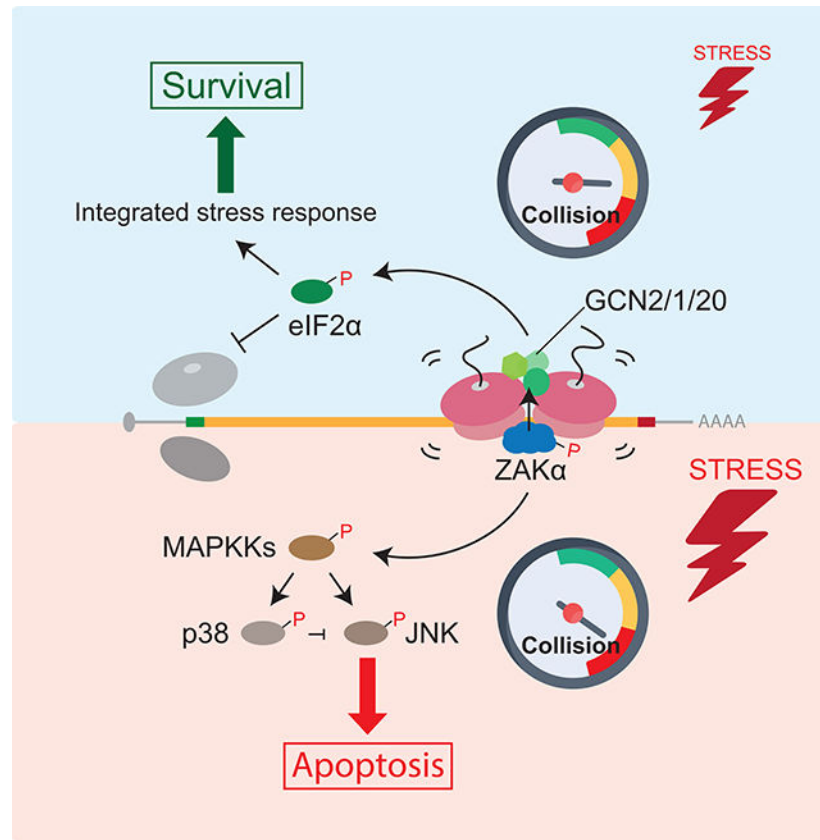 STRESS
Survival
Integrated stress response
Collision
P
eIF2α
GCN2/1/20
AAAA
P
ZAKα
STRESS
MAPKKs
P
p38
P
P
JNK
Collision
Apoptosis